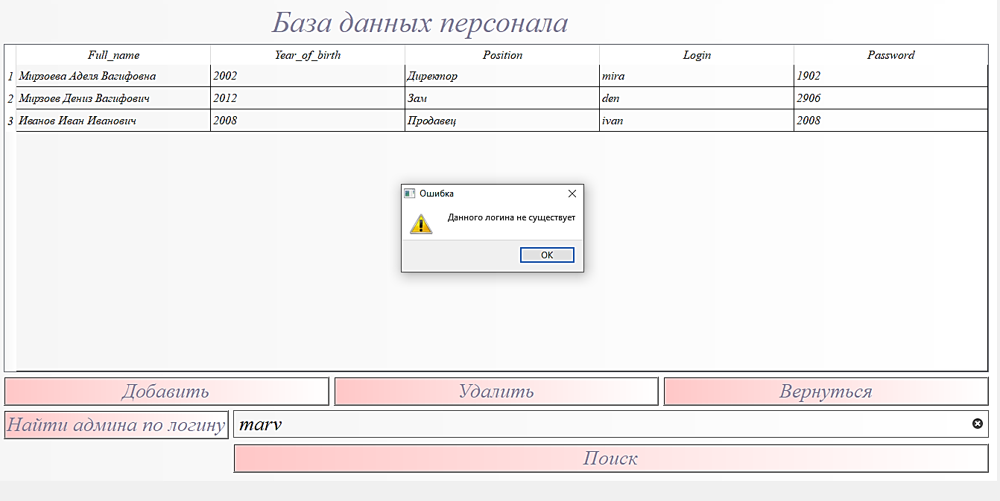 База данных персонала
Full_name Year_of_birth Position Login Password
1 Мирзоева Аделя Вагифовна 2002 Директор mira 1902
2 Мирзоев Дениз Вагифович 2012 Зам den 2906
3 Иванов Иван Иванович 2008 Продавец ivan 2008
Ошибка
Данного логина не существует
OK
Добавить Удалить Вернуться
Найти админа по логину marv
Поиск